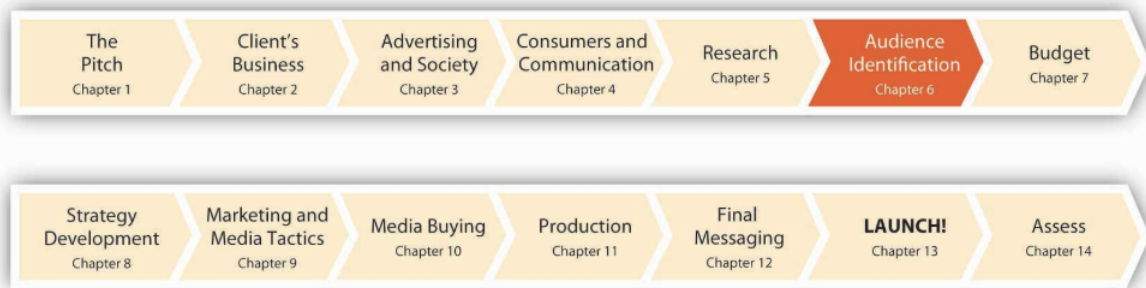 The
Pitch
Chapter 1
Client's
Business
Chapter 2
Advertising
and Society
Chapter 3
Consumers and
Communication
Chapter 4
Research
Chapter 5
Audience
Identification
Chapter 6
Budget
Chapter 7
Strategy
Development
Chapter 8
Marketing and
Media Tactics
Chapter 9
Media Buying
Chapter 10
Production
Chapter 11
Final
Messaging
Chapter 12
LAUNCH!
Chapter 13
Assess
Chapter 14